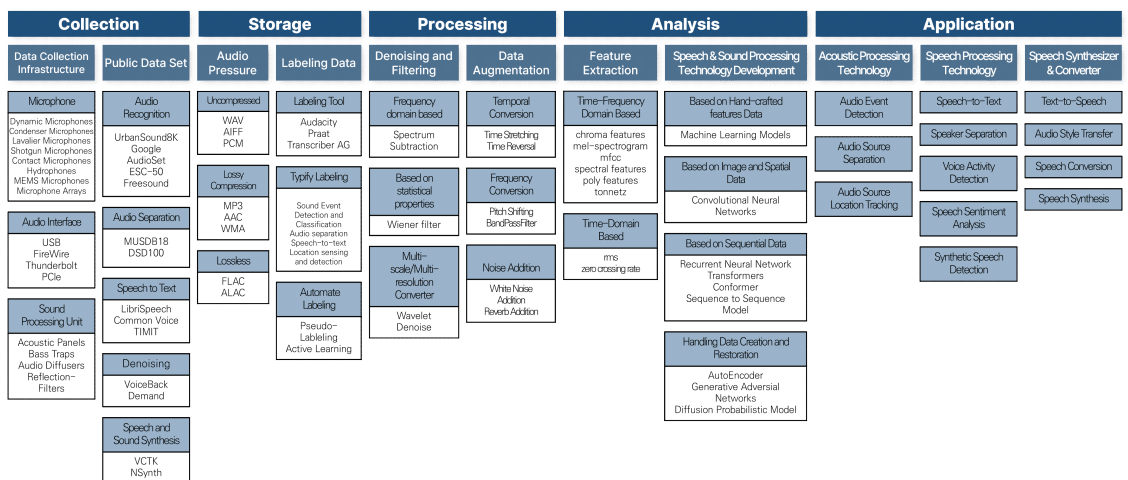 Collection
Storage
Processing
Analysis
Application
Data Collection
Infrastructure
Public Data Set
Audio
Pressure
Labeling Data
Denoising and
Filtering
Data
Augmentation
Feature
Extraction
Speech & Sound Processing
Technology Development
Acoustic Processing
Technology
Speech Processing
Technology
Speech Synthesizer
& Converter
Microphone
Dynamic Microphones
Condenser Microphones
Lavalier Microphones
Shotgun Microphones
Contact Microphones
Hydrophones
MEMS Microphones
Microphone Arrays
Audio Interface
USB
FireWire
Thunderbolt
PCIe
Sound
Processing Unit
Acoustic Panels
Bass Traps
Audio Diffusers
Reflection-
Filters
Audio
Recognition
UrbanSound8K
Google
AudioSet
ESC-50
Freesound
Audio Separation
MUSDB18
DSD100
Speech to Text
LibriSpeech
Common Voice
TIMIT
Denoising
VoiceBack
Demand
Speech and
Sound Synthesis
VCTK
NSynth
Uncompressed
WAV
AIFF
PCM
Lossy
Compression
MP3
AAC
WMA
Lossless
FLAC
ALAC
Labeling Tool
Audacity
Praat
Transcriber AG
Typify Labeling
Sound Event
Detection and
Classification
Audio separation
Speech-to-text
Location sensing
and detection
Automate
Labeling
Pseudo-
Lableling
Active Learning
Frequency
domain based
Spectrum
Subtraction
Based on
statistical
properties
Wiener filter
Multi-
scale/Multi-
resolution
Converter
Wavelet
Denoise
Temporal
Conversion
Time Stretching
Time Reversal
Frequency
Conversion
Pitch Shifting
BandPassFilter
Noise Addition
White Noise
Addition
Reverb Addition
Time-Frequency
Domain Based
chroma features
mel-spectrogram
mfcc
spectral features
poly features
tonnetz
Time-Domain
Based
rms
zero crossing rate
Based on Hand-crafted
features Data
Machine Learning Models
Based on Image and Spatial
Data
Convolutional Neural
Networks
Based on Sequential Data
Recurrent Neural Network
Transformers
Conformer
Sequence to Sequence
Model
Handling Data Creation and
Restoration
AutoEncoder
Generative Adversial
Networks
Diffusion Probabilistic Model
Audio Event
Detection
Audio Source
Separation
Audio Source
Location Tracking
Speech-to-Text
Speaker Separation
Voice Activity
Detection
Speech Sentiment
Analysis
Synthetic Speech
Detection
Text-to-Speech
Audio Style Transfer
Speech Conversion
Speech Synthesis